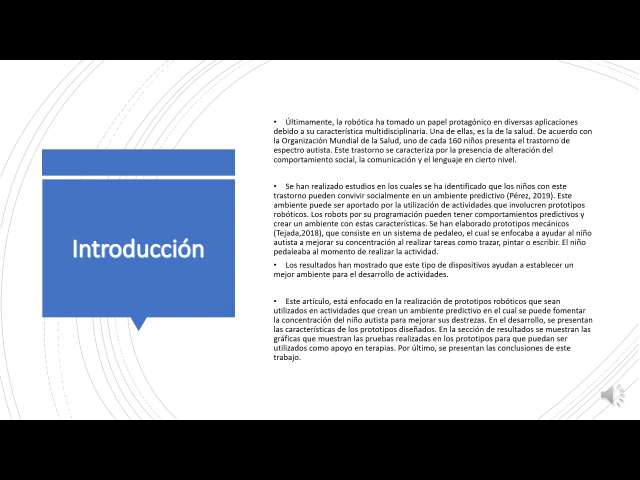 Introducción
• Últimamente, la robótica ha tomado un papel protagónico en diversas aplicaciones
debido a su característica multidisciplinaria. Una de ellas, es la de la salud. De acuerdo con
la Organización Mundial de la Salud, uno de cada 160 niños presenta el trastorno de
espectro autista. Este trastorno se caracteriza por la presencia de alteración del
comportamiento social, la comunicación y el lenguaje en cierto nivel.
• Se han realizado estudios en los cuales se ha identificado que los niños con este
trastorno pueden convivir socialmente en un ambiente predictivo (Pérez, 2019). Este
ambiente puede ser aportado por la utilización de actividades que involucren prototipos
robóticos. Los robots por su programación pueden tener comportamientos predictivos y
crear un ambiente con estas características. Se han elaborado prototipos mecánicos
(Tejada,2018), que consiste en un sistema de pedaleo, el cual se enfocaba a ayudar al niño
autista a mejorar su concentración al realizar tareas como trazar, pintar o escribir. El niño
pedaleaba al momento de realizar la actividad.
• Los resultados han mostrado que este tipo de dispositivos ayudan a establecer un
mejor ambiente para el desarrollo de actividades.
• Este artículo, está enfocado en la realización de prototipos robóticos que sean
utilizados en actividades que crean un ambiente predictivo en el cual se puede fomentar
la concentración del niño autista para mejorar sus destrezas. En el desarrollo, se presentan
las características de los prototipos diseñados. En la sección de resultados se muestran las
gráficas que muestran las pruebas realizadas en los prototipos para que puedan ser
utilizados como apoyo en terapias. Por último, se presentan las conclusiones de este
trabajo.